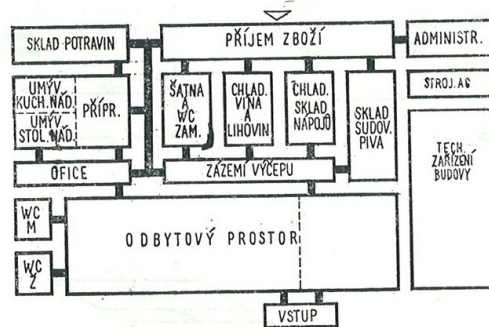 SKLAD POTRAVIN
PŘÍJEM ZBOŽÍ
ADMINISTR.
UMÝV.
KUCH. NÁD.
UMÝV.
STOL. NÁD.
PŘÍPR.
ŠATNA
A
WC
ZAM.
CHLAD.
VÍNA
A
LIHOVIN
CHLAD.
SKLAD
NÁPOJŮ
SKLAD
SUDOV.
PIVA
STROJ. AG
TECH.
ZAŘÍZENÍ
BUDOVY
OFICE
ZÁZEMÍ VÝČEPU
WC
M
WC
Ž
ODBYTOVÝ PROSTOR
VSTUP